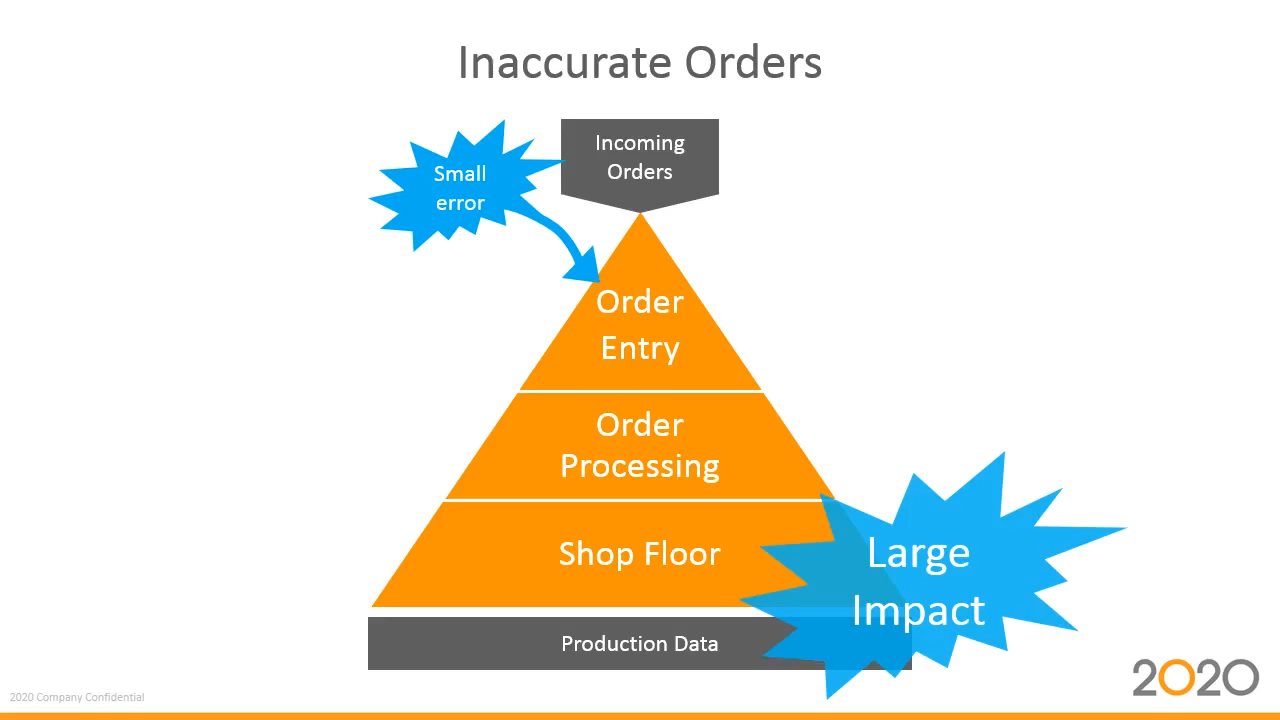 Inaccurate Orders
Incoming
Orders
Small
error
Order
Entry
Order
Processing
Shop Floor
Large
Impact
Production Data
2020 Company Confidential
2020